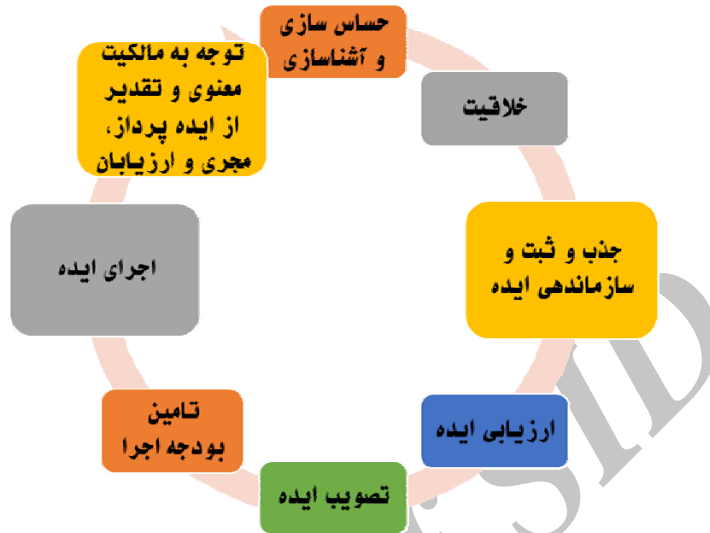 حساس سازی
و آشناسازی
خلاقیت
جذب و ثبت و
سازماندهی ایده
ارزیابی ایده
تصویب ایده
تامین
بودجه اجرا
اجرای ایده
توجه به مالکیت
معنوی و تقدیر
از ایده پرداز،
مجری و ارزیابان
SID